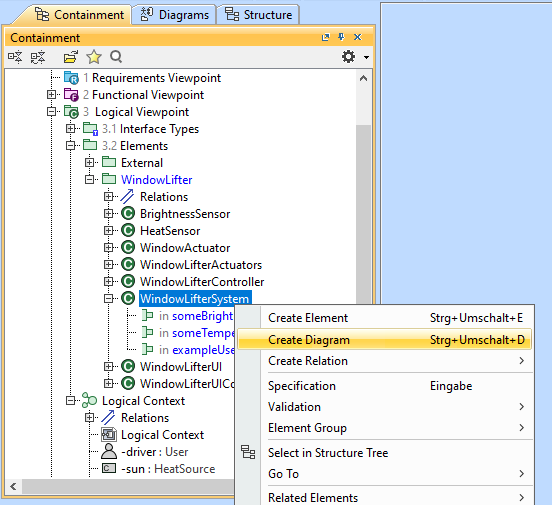 Containment Diagrams Structure
Containment
1 Requirements Viewpoint
2 Functional Viewpoint
3 Logical Viewpoint
3.1 Interface Types
3.2 Elements
External
WindowLifter
Relations
BrightnessSensor
HeatSensor
WindowActuator
WindowLifterActuators
WindowLifterController
WindowLifterSystem
in someBright
in someTempe
in exampleUse
WindowLifterUI
WindowLifterUICo
Logical Context
Relations
Logical Context
-driver : User
-sun : HeatSource
Create Element Strg+Umschalt+E
Create Diagram Strg+Umschalt+D
Create Relation
Specification Eingabe
Validation
Element Group
Select in Structure Tree
Go To
Related Elements